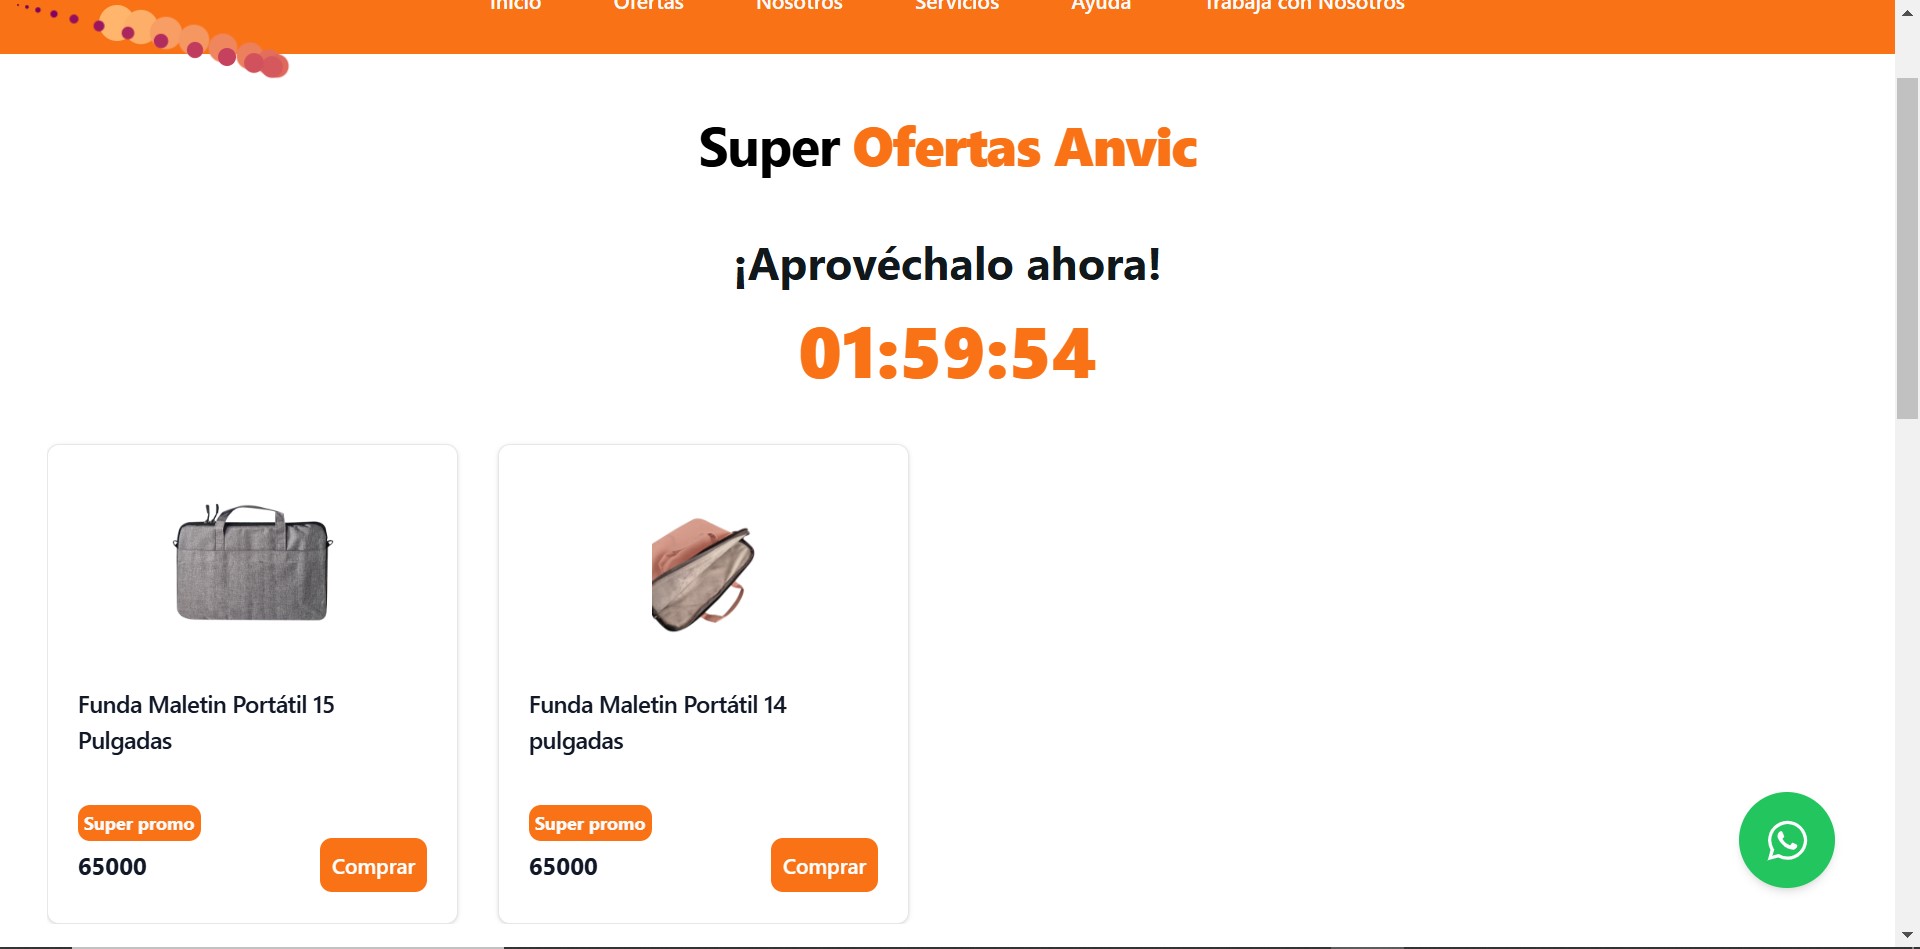 Inicio Ofertas Nosotros Servicios Ayuda Trabaja con Nosotros
Super Ofertas Anvic
¡Aprovéchalo ahora!
01:59:54
Funda Maletin Portátil 15
Pulgadas
Super promo
65000
Comprar
Funda Maletin Portátil 14
pulgadas
Super promo
65000
Comprar